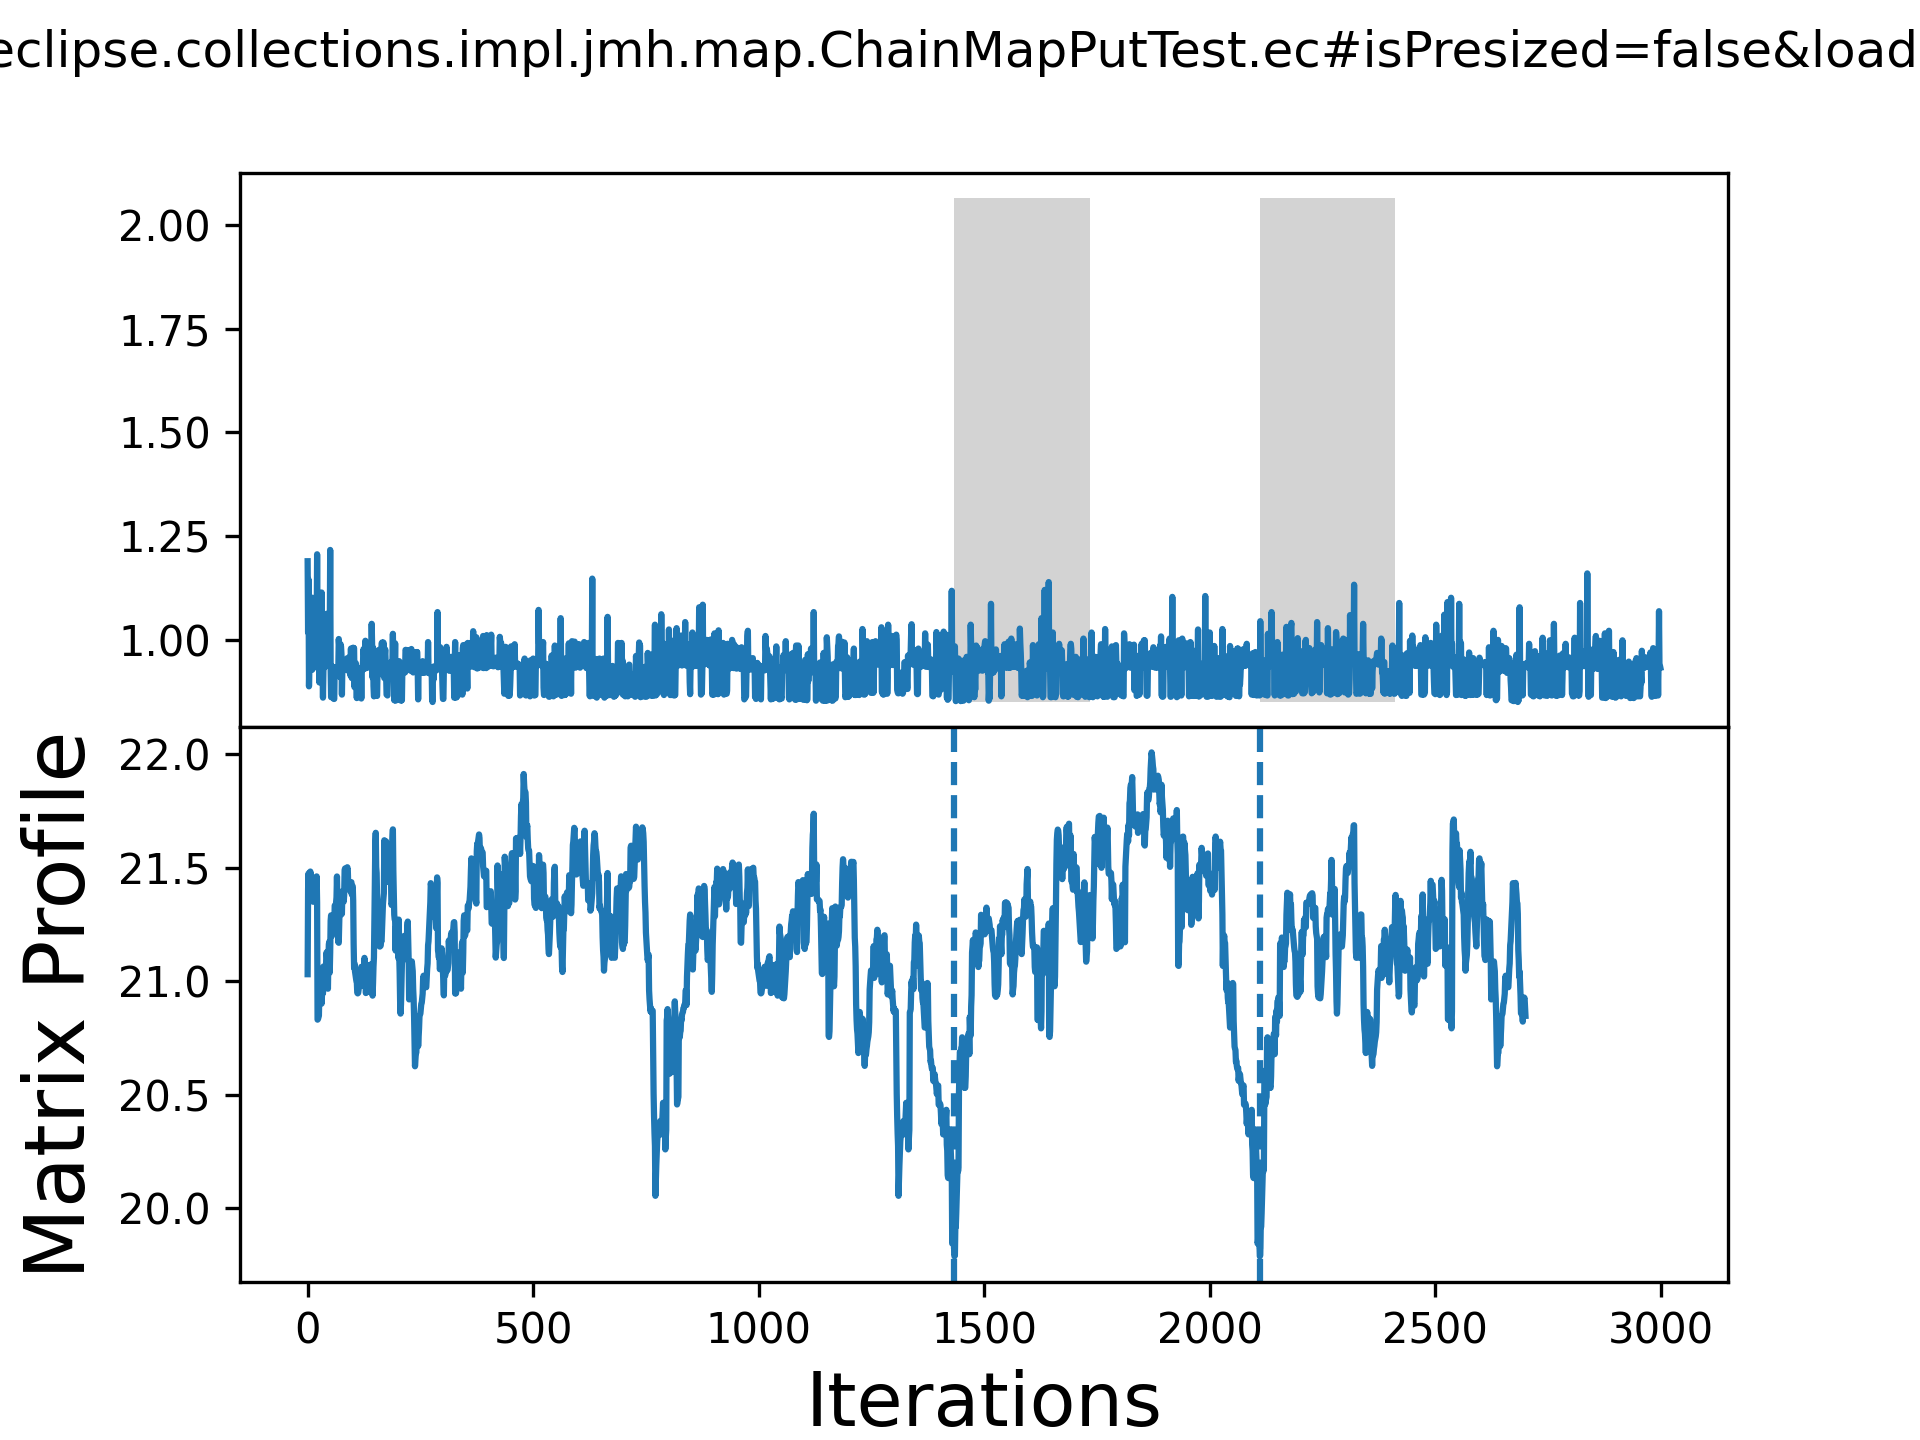 eclipse.collections.impl.jmh.map.ChainMapPutTest.ec#isPresized=false&load
2.00
1.75
1.50
1.25
1.00
Matrix Profile
22.0
21.5
21.0
20.5
20.0
0 500 1000 1500 2000 2500 3000
Iterations